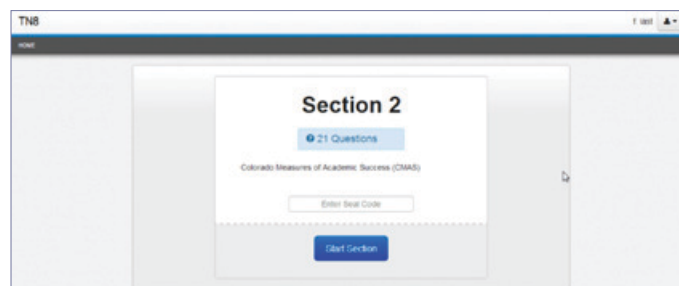 TN8
f. last
HOME
Section 2
21 Questions
Colorado Measures of Academic Success (CMAS)
Enter Seal Code
Start Section